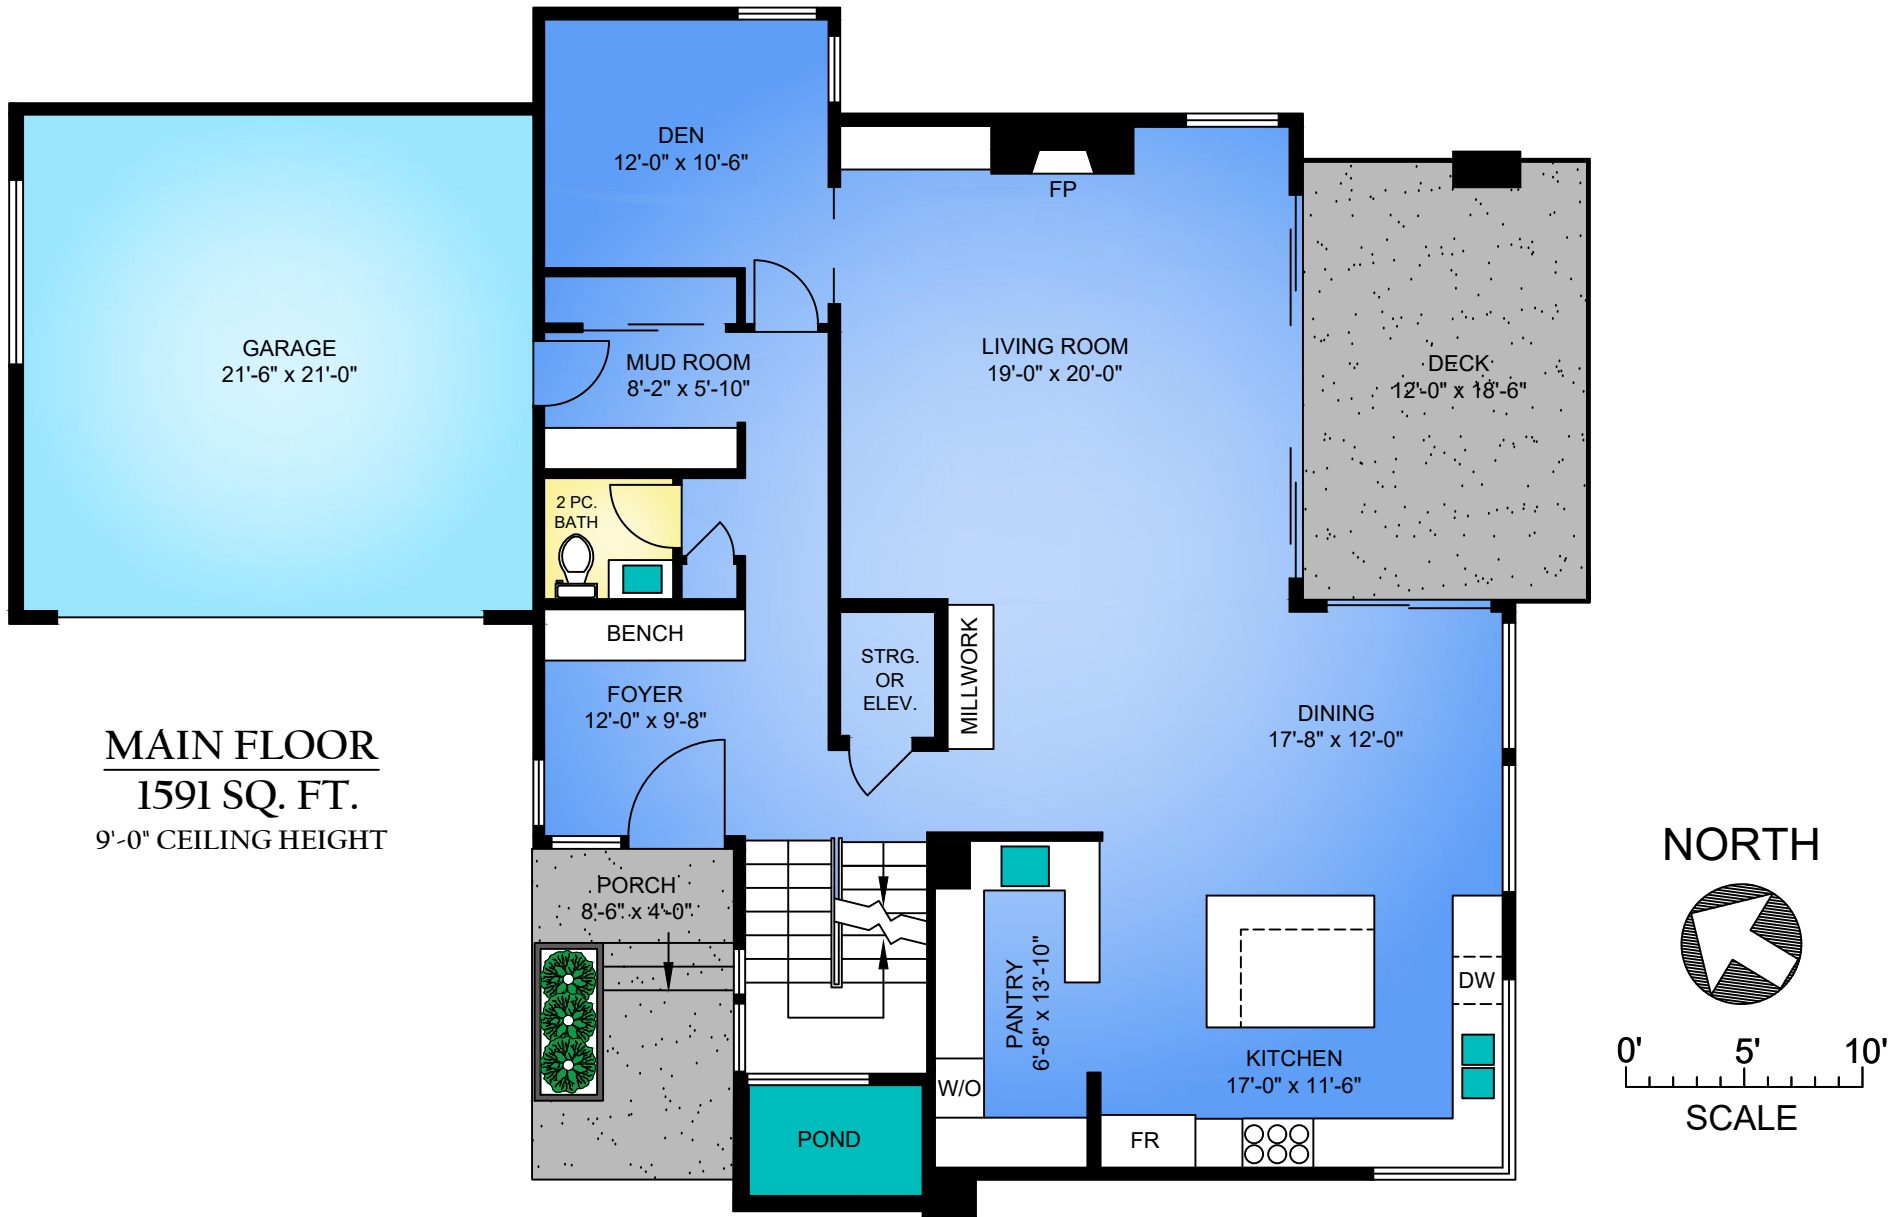 DEN
12'-0" x 10'-6"
FP
GARAGE
21'-6" x 21'-0"
MUD ROOM
8'-2" x 5'-10"
LIVING ROOM
19'-0" x 20'-0"
DECK
12'-0" x 18'-6"
2 PC.
BATH
BENCH
STRG.
OR
ELEV.
MILLWORK
FOYER
12'-0" x 9'-8"
DINING
17'-8" x 12'-0"
MAIN FLOOR
1591 SQ. FT.
9'-0" CEILING HEIGHT
PORCH
8'-6" x 4'-0"
PANTRY
6'-8" x 13'-10"
DW
KITCHEN
17'-0" x 11'-6"
W/O
POND
FR
NORTH
0' 5' 10'
SCALE